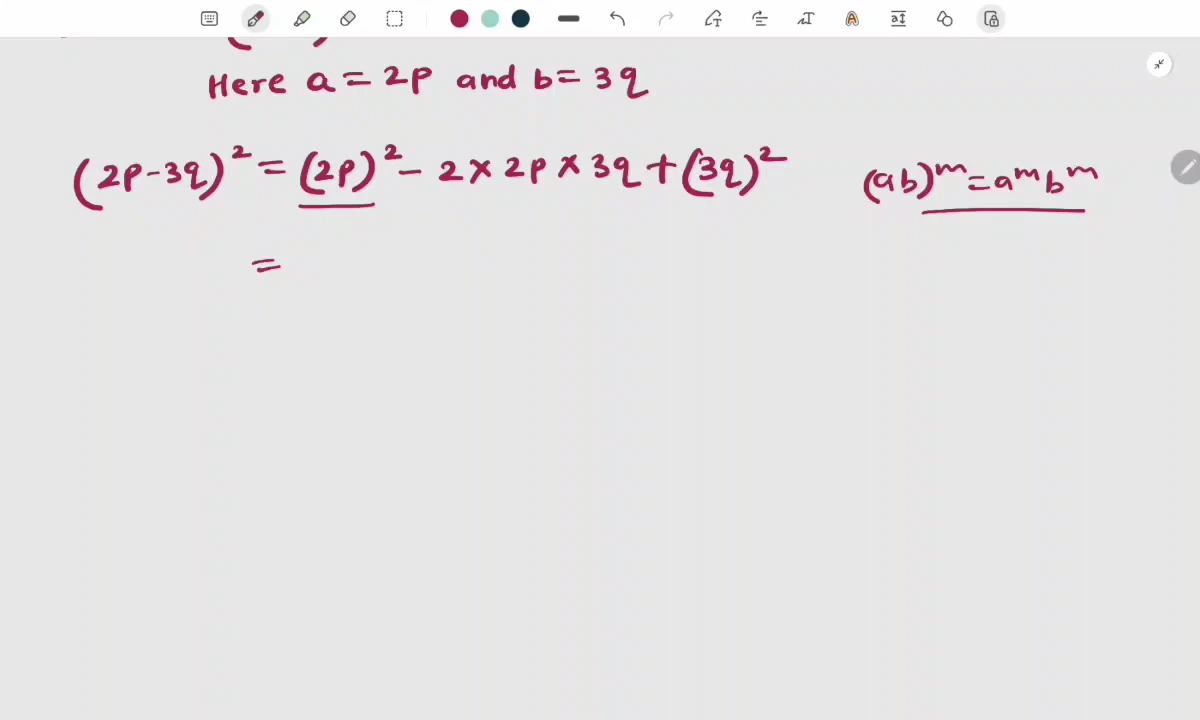 Here a = 2p and b = 3q
(2p-3q)² = (2p)² - 2 × 2p × 3q + (3q)²
(ab)ᵐ = aᵐbᵐ
=